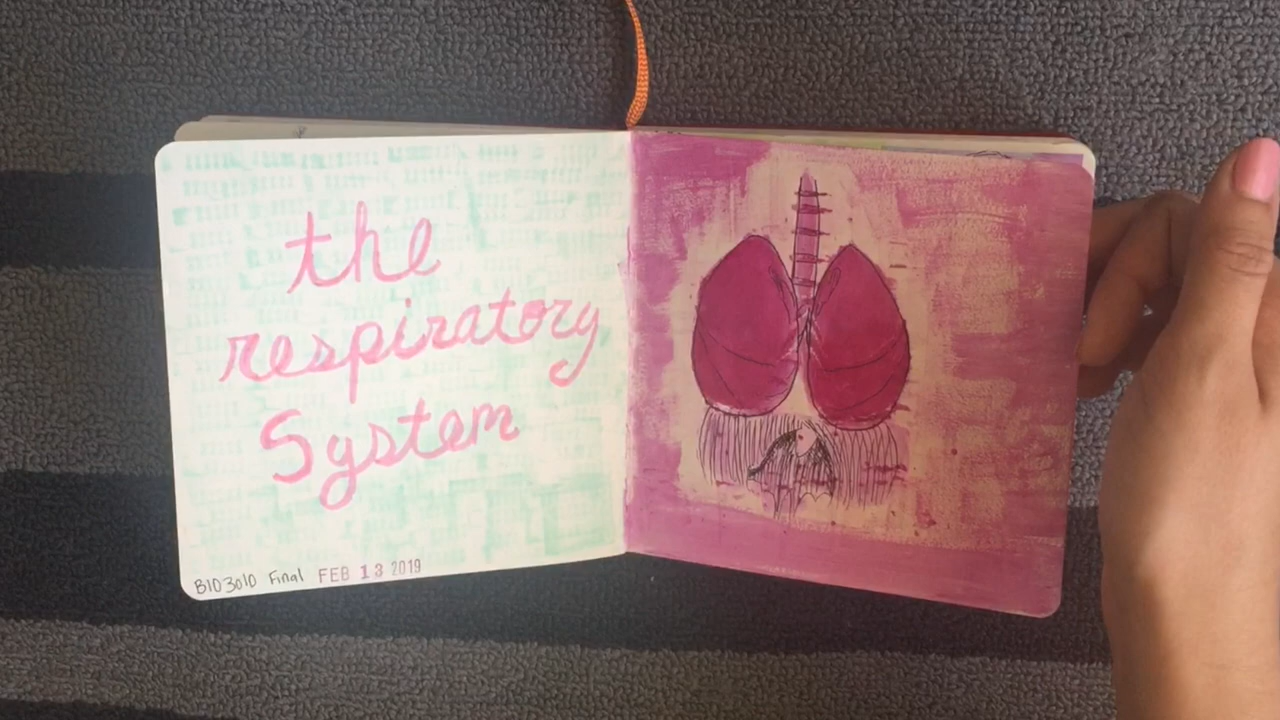 the
respiratory
System
BIO3010 Final FEB 13 2019